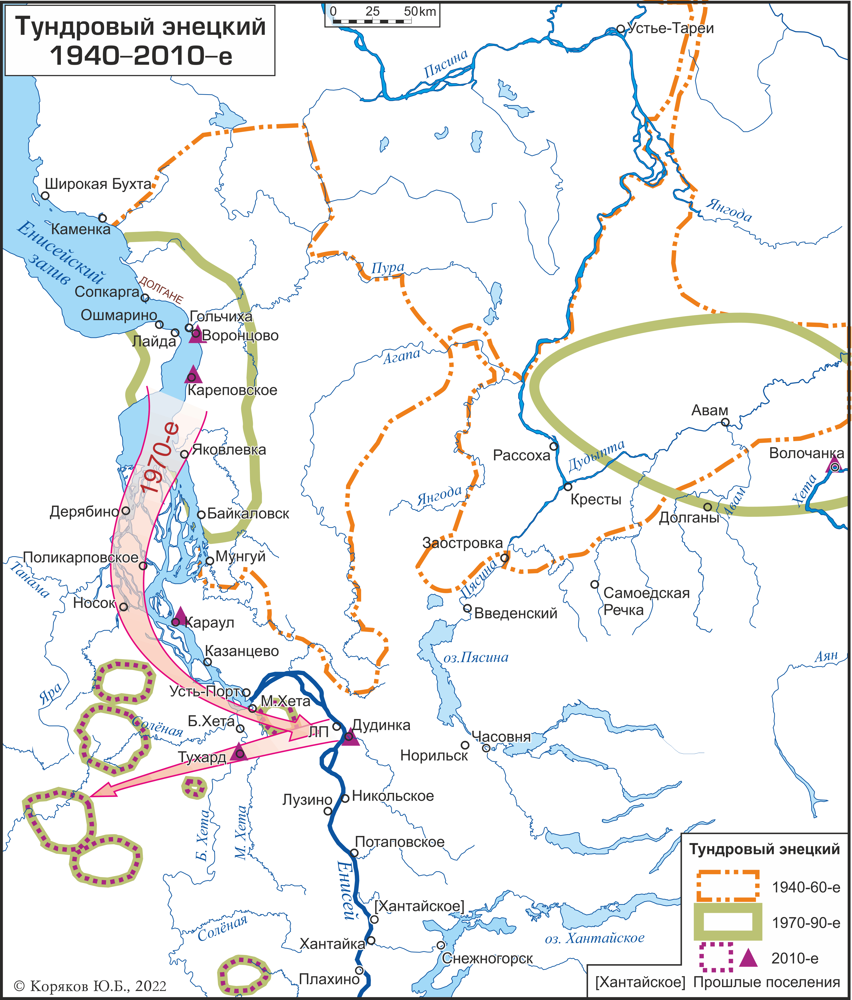 Тундровый энецкий
1940–2010–е
0 25 50 km
Устье-Тареи
Пясина
Широкая Бухта
Каменка
Енисейский
залив
Янгода
Пура
ДОЛГАНЕ
Сопкарга
Ошмарино
Гольчиха
Лайда
Воронцово
Агапа
Кареповское
Авам
1970-е
Яковлевка
Рассоха
Дудыпта
Волочанка
Янгода
Кресты
Хета
Авам
Дерябино
Байкаловск
Долганы
Заостровка
Поликарповское
Мунгуй
Танама
Пясина
Самоедская
Речка
Носок
Введенский
Караул
Казанцево
оз.Пясина
Аян
Яра
Усть-Порт
М.Хета
Б.Хета
Солёная
ЛП
Дудинка
Часовня
Норильск
Тухард
Лузино
Никольское
Б. Хета
М. Хета
Потаповское
Енисей
[Хантайское]
Солёная
Хантайка
оз. Хантайское
Снежногорск
Плахино
Тундровый энецкий
1940-60-е
1970-90-е
2010-е
[Хантайское] Прошлые поселения
© Коряков Ю.Б., 2022